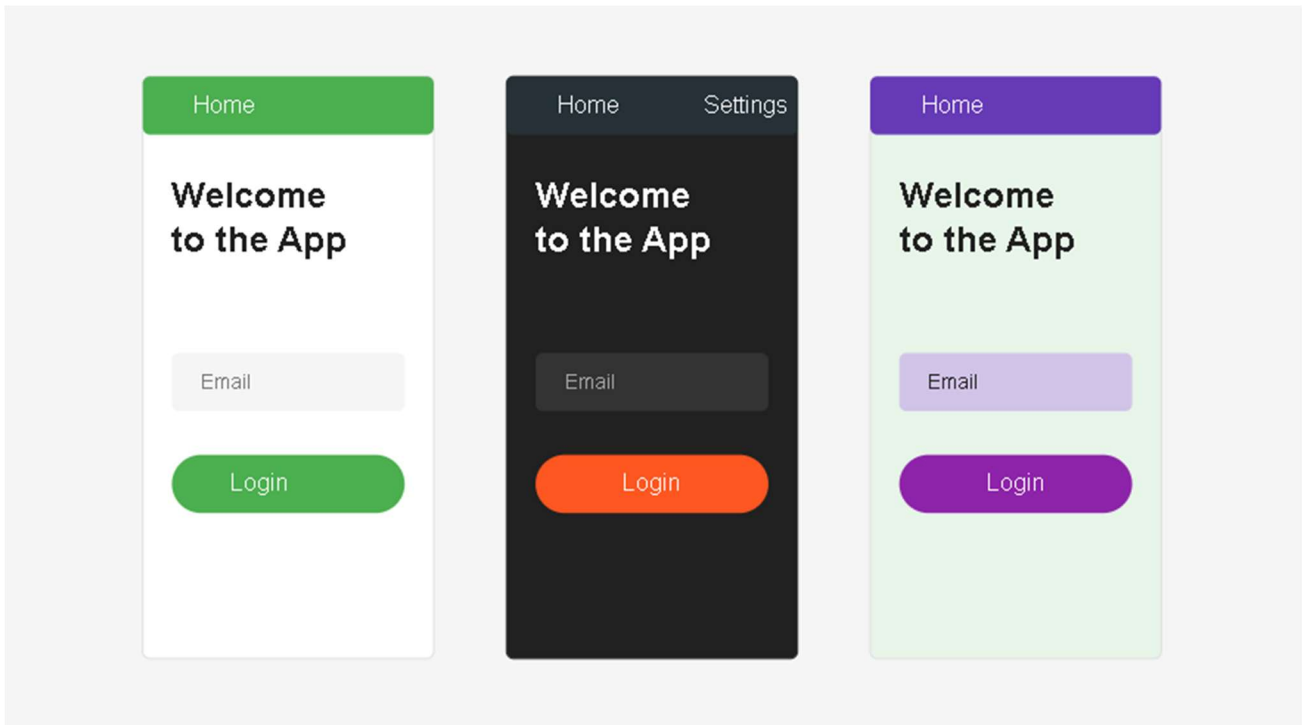 Home
Welcome
to the App
Email
Login
Home Settings
Welcome
to the App
Email
Login
Home
Welcome
to the App
Email
Login